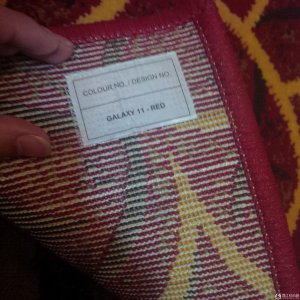 COLOUR NO. / DESIGN NO.
GALAXY 11 - RED